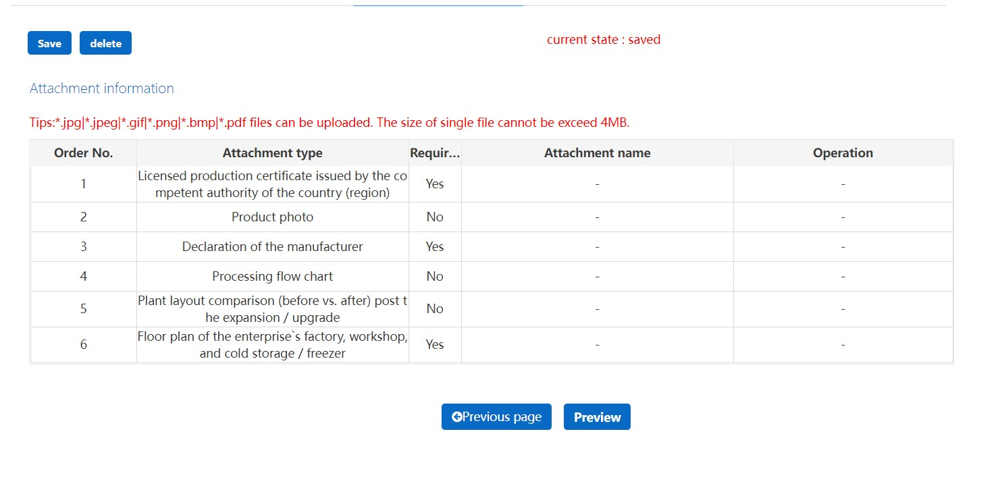 Save delete current state : saved
Attachment information
Tips:*.jpg|*.jpeg|*.gif|*.png|*.bmp|*.pdf files can be uploaded. The size of single file cannot be exceed 4MB.
Order No. Attachment type Requir... Attachment name Operation
1 Licensed production certificate issued by the co
mpetent authority of the country (region) Yes - -
2 Product photo No - -
3 Declaration of the manufacturer Yes - -
4 Processing flow chart No - -
5 Plant layout comparison (before vs. after) post t
he expansion / upgrade No - -
6 Floor plan of the enterprise`s factory, workshop,
and cold storage / freezer Yes - -
Previous page Preview